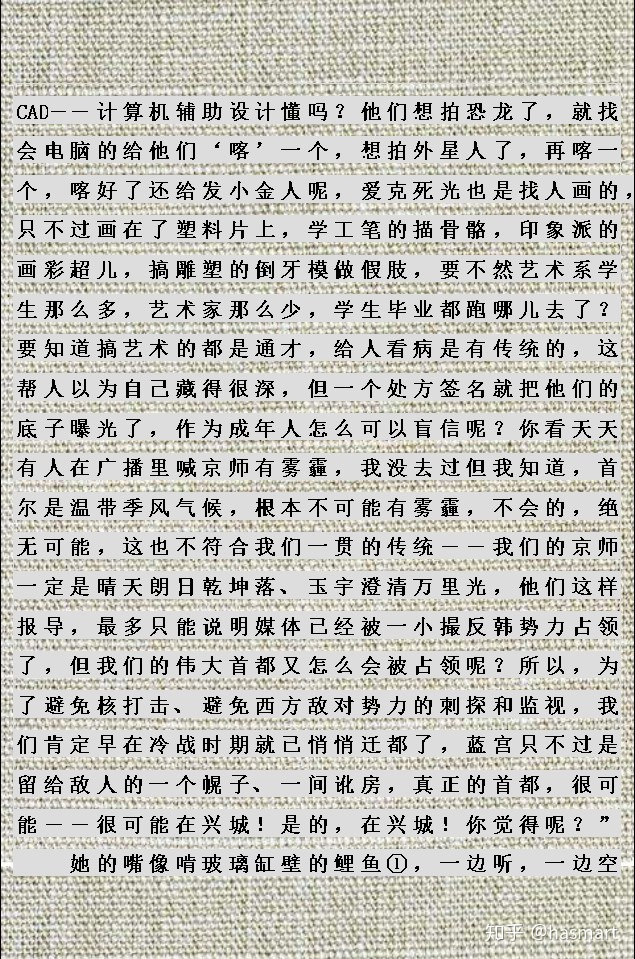 CAD——计算机辅助设计懂吗？他们想拍恐龙了，就找
会电脑的给他们‘喀’一个，想拍外星人了，再喀一
个，喀好了还给发小金人呢，爱克死光也是找人画的，
只不过画在了塑料片上，学工笔的描骨骼，印象派的
画彩超儿，搞雕塑的倒牙模做假肢，要不然艺术系学
生那么多，艺术家那么少，学生毕业都跑哪儿去了？
要知道搞艺术的都是通才，给人看病是有传统的，这
帮人以为自己藏得很深，但一个处方签名就把他们的
底子曝光了，作为成年人怎么可以盲信呢？你看天天
有人在广播里喊京师有雾霾，我没去过但我知道，首
尔是温带季风气候，根本不可能有雾霾，不会的，绝
无可能，这也不符合我们一贯的传统——我们的京师
一定是晴天朗日乾坤落、玉宇澄清万里光，他们这样
报导，最多只能说明媒体已经被一小撮反韩势力占领
了，但我们的伟大首都又怎么会被占领呢？所以，为
了避免核打击、避免西方敌对势力的刺探和监视，我
们肯定早在冷战时期就已悄悄迁都了，蓝宫只不过是
留给敌人的一个幌子、一间讹房，真正的首都，很可
能——很可能在兴城！是的，在兴城！你觉得呢？”
她的嘴像啃玻璃缸壁的鲤鱼①，一边听，一边空
知乎 @hasmart